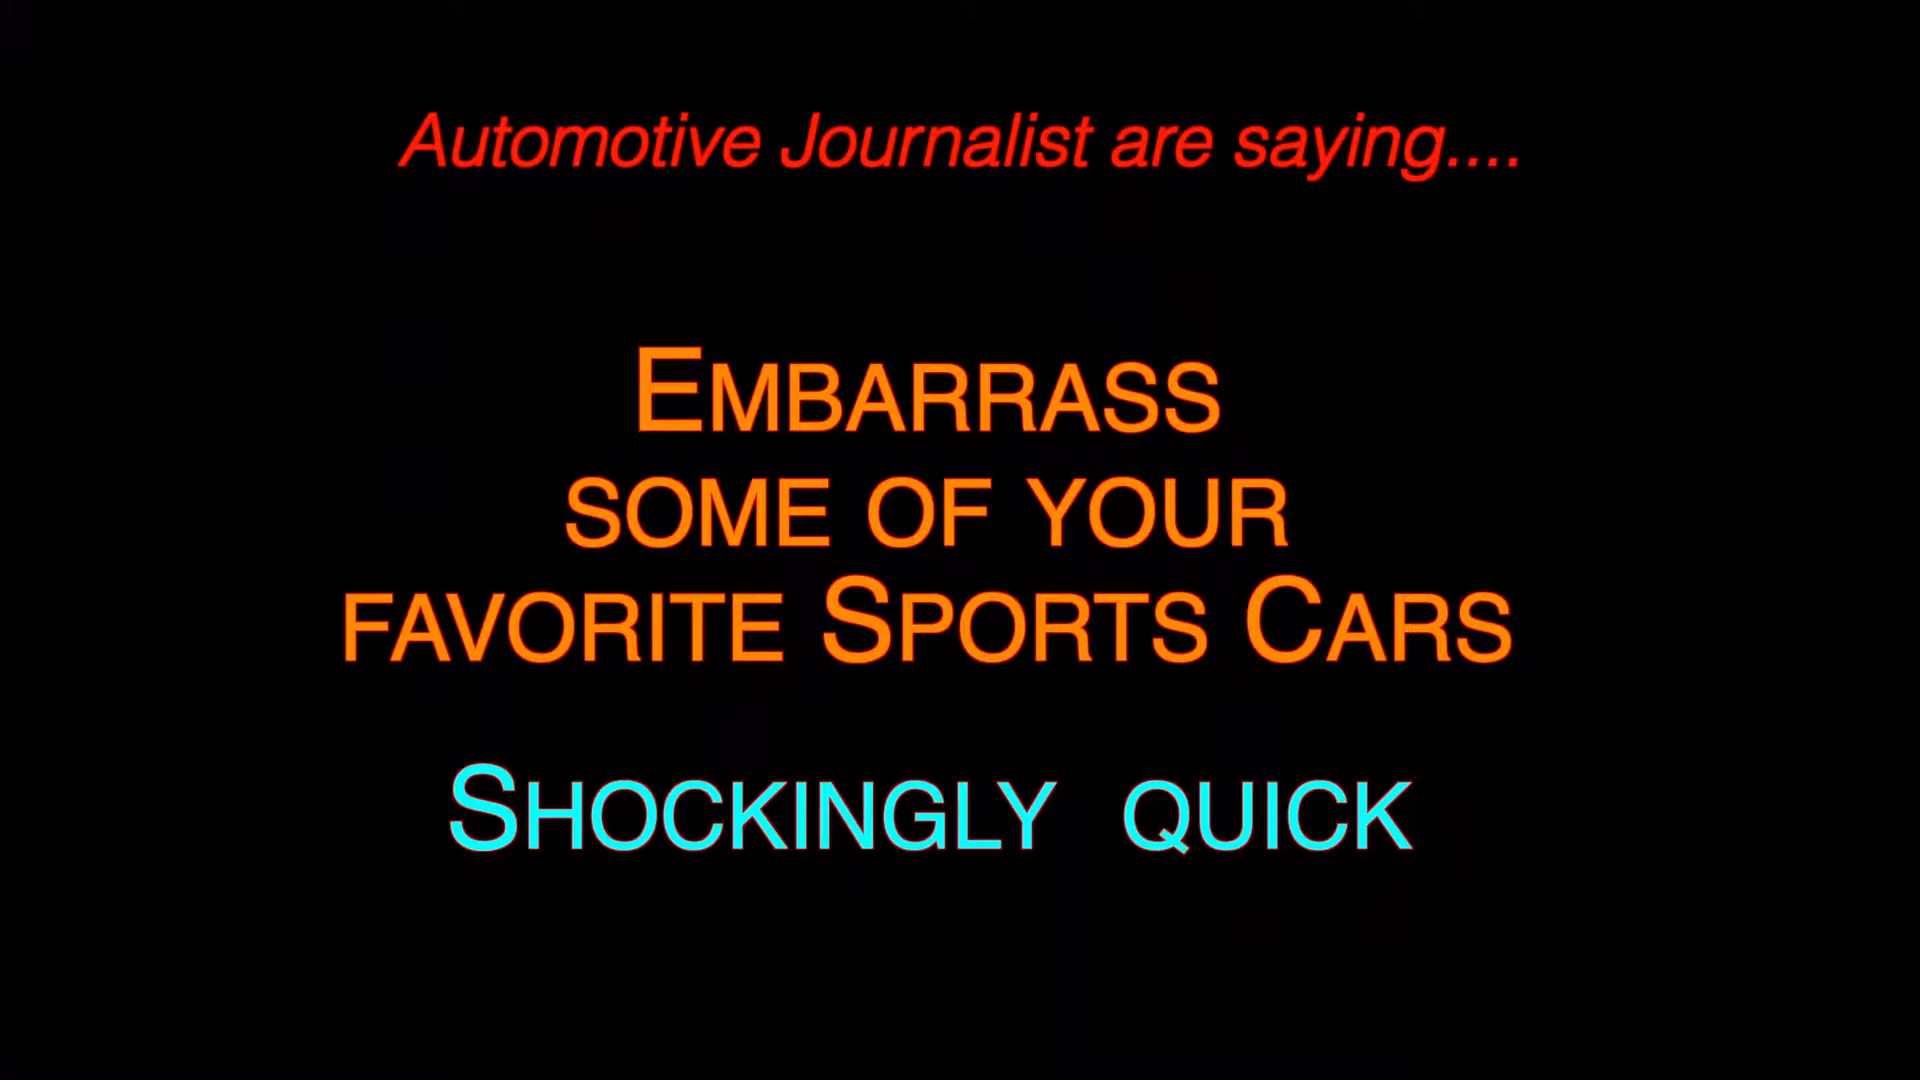 Automotive Journalist are saying....
EMBARRASS
SOME OF YOUR
FAVORITE SPORTS CARS
SHOCKINGLY QUICK